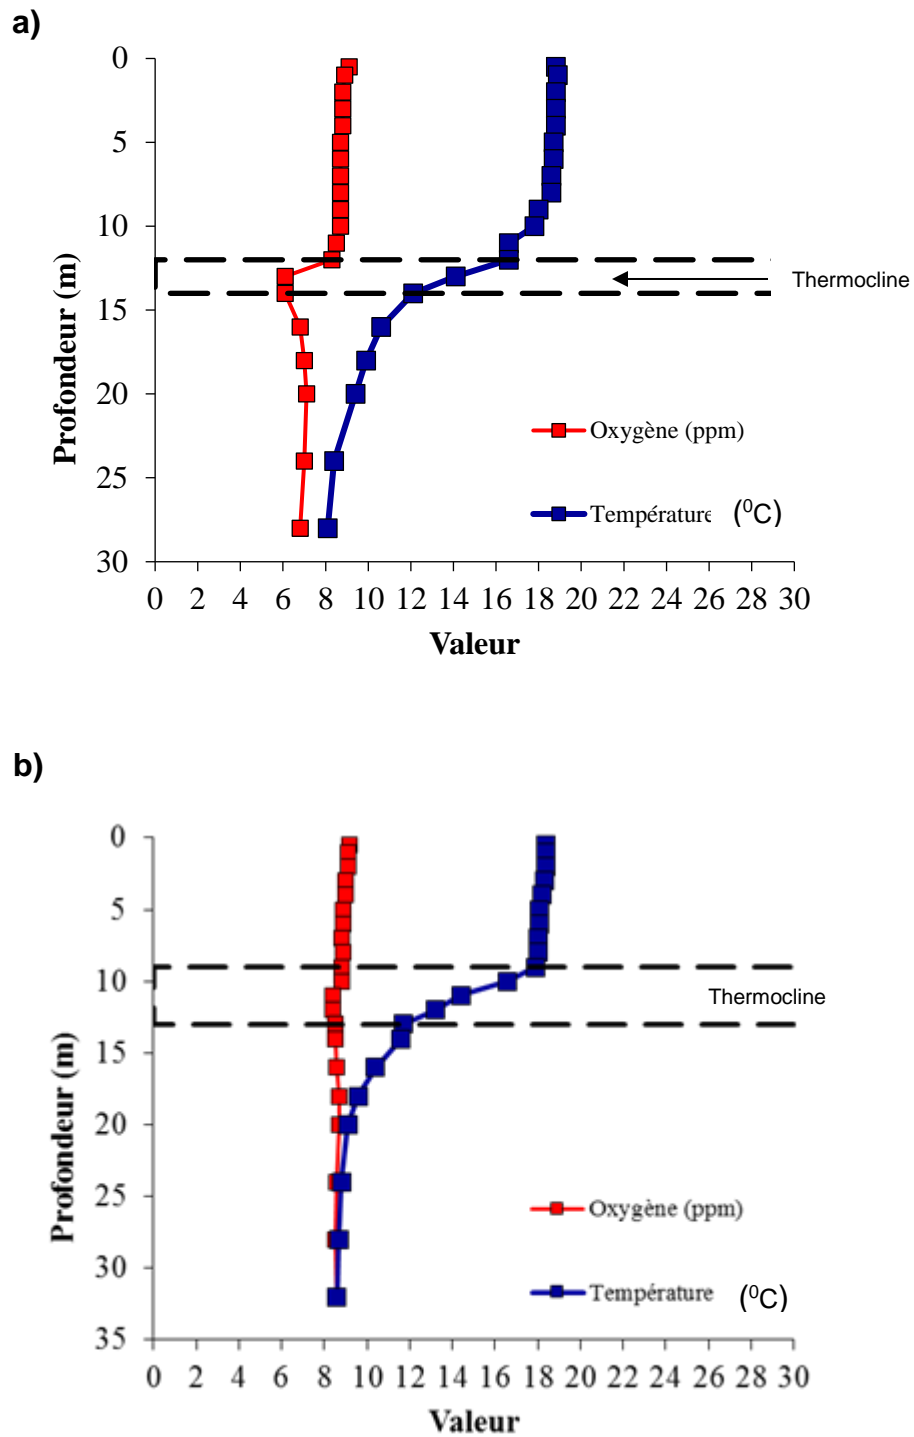 a)
0
5
10
15
20
25
30
Profondeur (m)
Thermocline
Oxygène (ppm)
Température (⁰C)
0 2 4 6 8 10 12 14 16 18 20 22 24 26 28 30
Valeur
b)
0
5
10
15
20
25
30
35
Profondeur (m)
Thermocline
Oxygène (ppm)
Température (⁰C)
0 2 4 6 8 10 12 14 16 18 20 22 24 26 28 30
Valeur